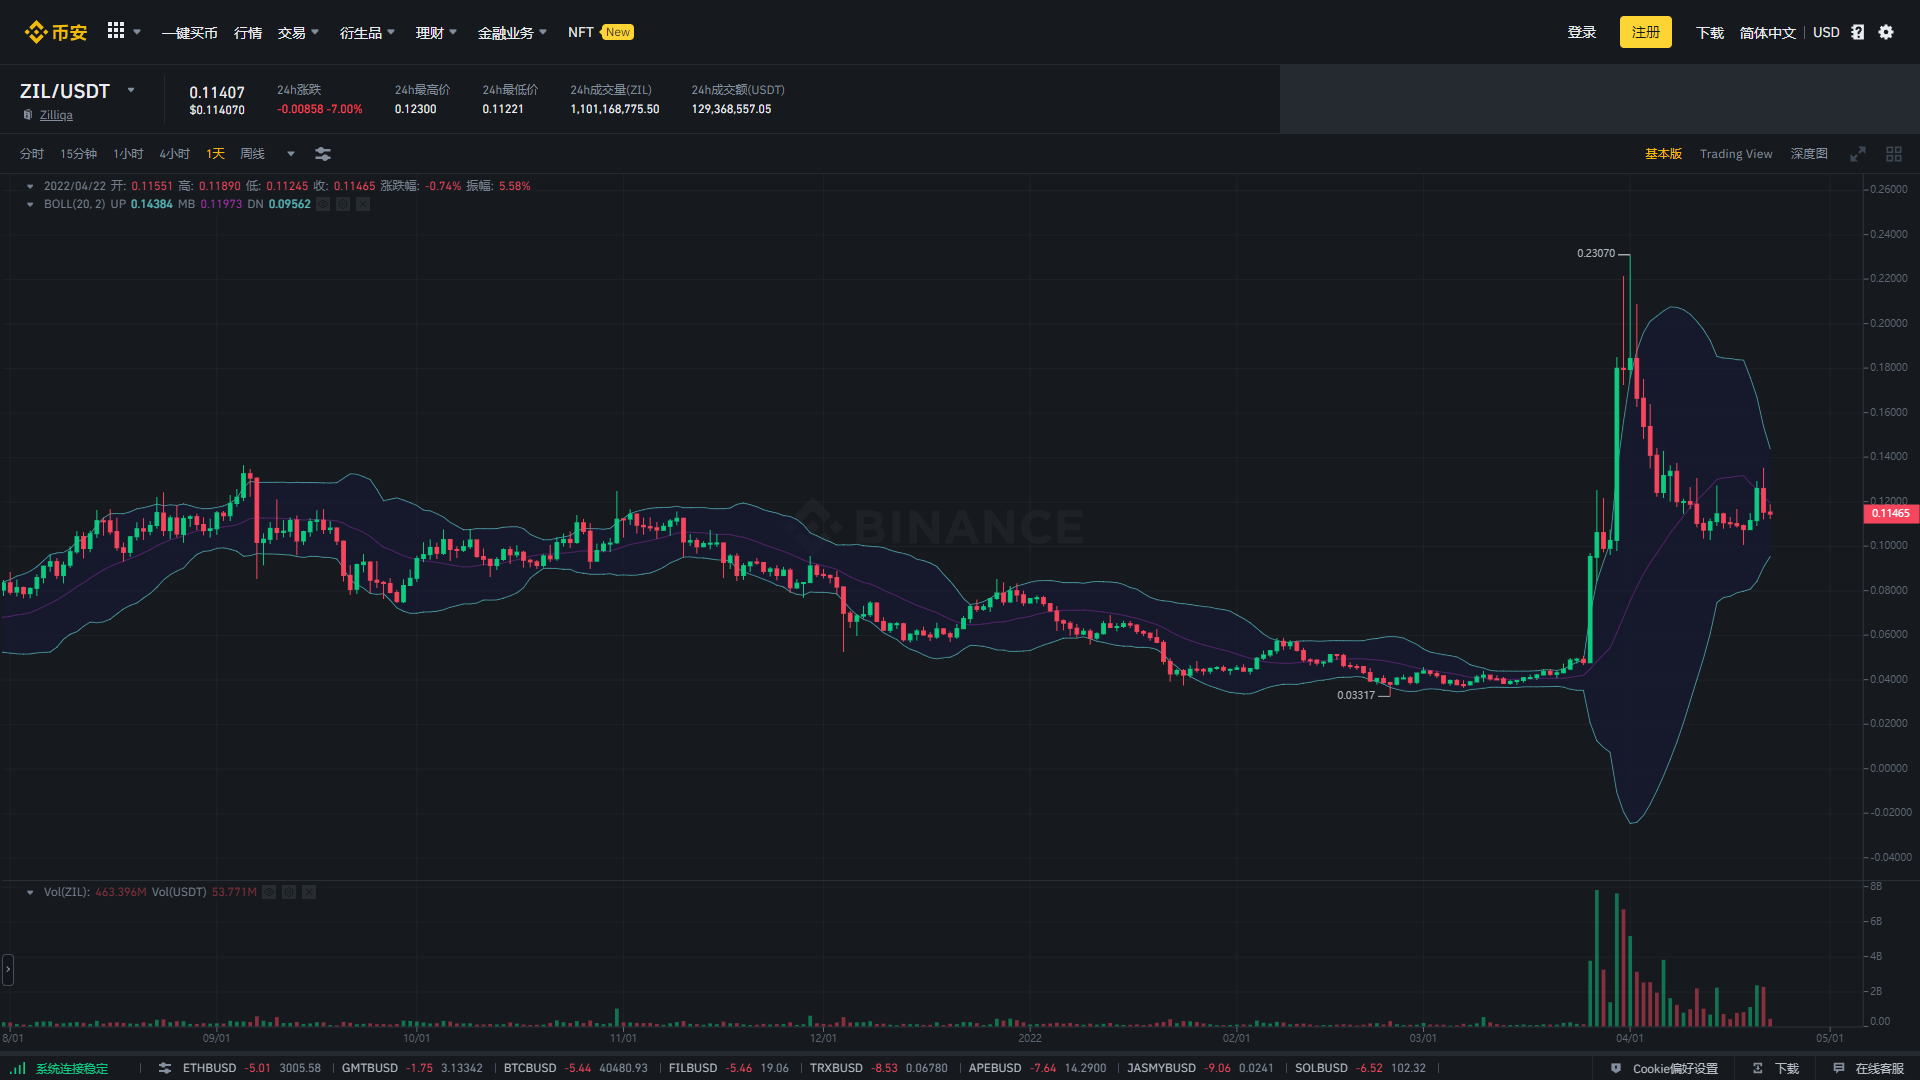 币安 一键买币 行情 交易 衍生品 理财 金融业务 NFT New 登录 注册 下载 简体中文 USD
ZIL/USDT
Zilliqa
0.11407
$0.114070
24h涨跌
-0.00858 -7.00%
24h最高价
0.12300
24h最低价
0.11221
24h成交量(ZIL)
1,101,168,775.50
24h成交额(USDT)
129,368,557.05
分时 15分钟 1小时 4小时 1天 周线 基本版 Trading View 深度图
2022/04/22 开: 0.11551 高: 0.11890 低: 0.11245 收: 0.11465 涨跌幅: -0.74% 振幅: 5.58%
BOLL(20, 2) UP 0.14384 MB 0.11973 DN 0.09562
0.26000
0.24000
0.23070
0.22000
0.20000
0.18000
0.16000
0.14000
0.12000
0.11465
BINANCE
0.10000
0.08000
0.06000
0.04000
0.03317
0.02000
0.00000
-0.02000
-0.04000
Vol(ZIL): 463.396M Vol(USDT) 53.771M
8B
6B
4B
2B
0.00
8/01 09/01 10/01 11/01 12/01 2022 02/01 03/01 04/01 05/01
系统连接稳定 ETHBUSD -5.01 3005.58 GMTBUSD -1.75 3.13342 BTCBUSD -5.44 40480.93 FILBUSD -5.46 19.06 TRXBUSD -8.53 0.06780 APEBUSD -7.64 14.2900 JASMYBUSD -9.06 0.0241 SOLBUSD -6.52 102.32 Cookie偏好设置 下载 在线客服